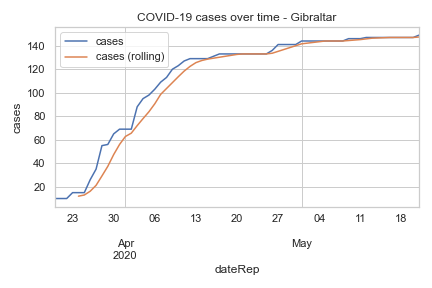 COVID-19 cases over time - Gibraltar
cases
cases (rolling)
140
120
100
80
60
40
20
cases
23 30 06 13 20 27 04 11 18
Apr May
2020
dateRep